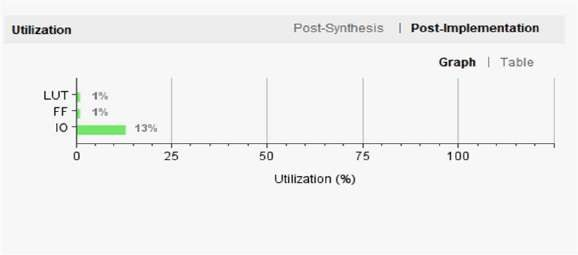 Utilization Post-Synthesis | Post-Implementation
Graph | Table
LUT 1%
FF 1%
IO 13%
0 25 50 75 100
Utilization (%)